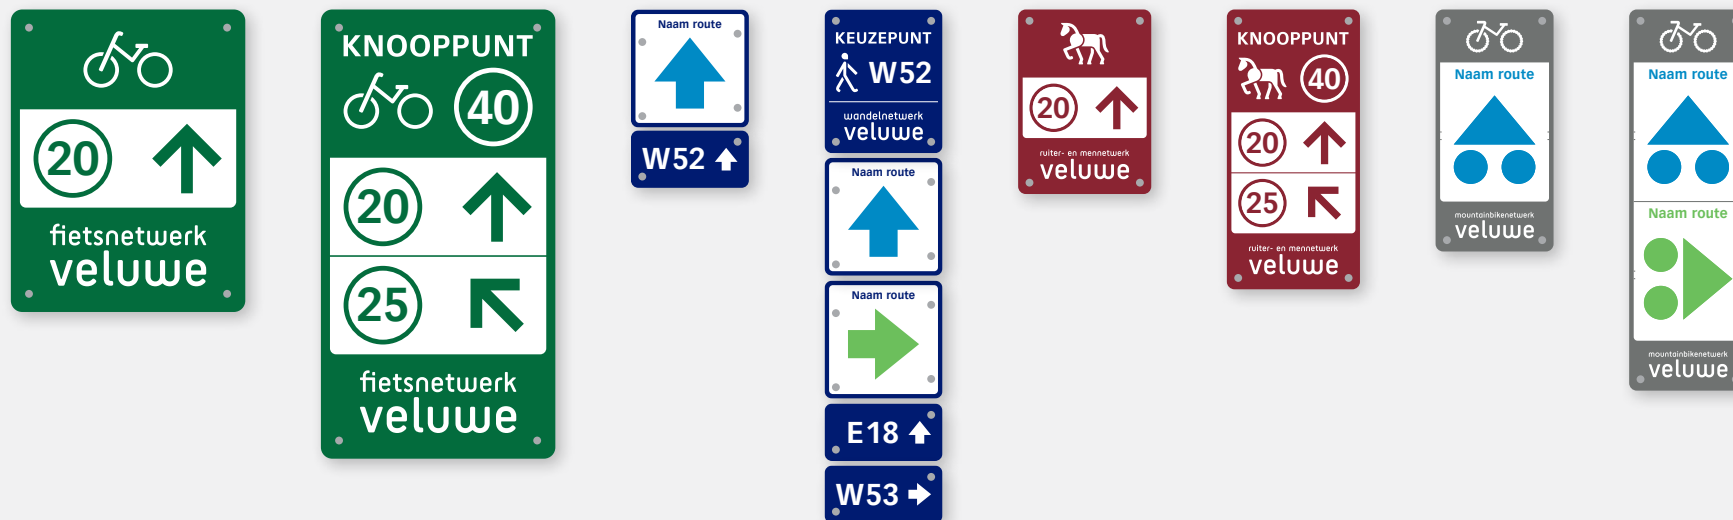 20
fietsnetwerk
veluwe
KNOOPPUNT
40
20
25
fietsnetwerk
veluwe
Naam route
W52
KEUZEPUNT
W52
wandelnetwerk
veluwe
Naam route
Naam route
E18
W53
20
ruiter- en mennetwerk
veluwe
KNOOPPUNT
40
20
25
ruiter- en mennetwerk
veluwe
Naam route
mountainbikenetwerk
veluwe
Naam route
Naam route
mountainbikenetwerk
veluwe